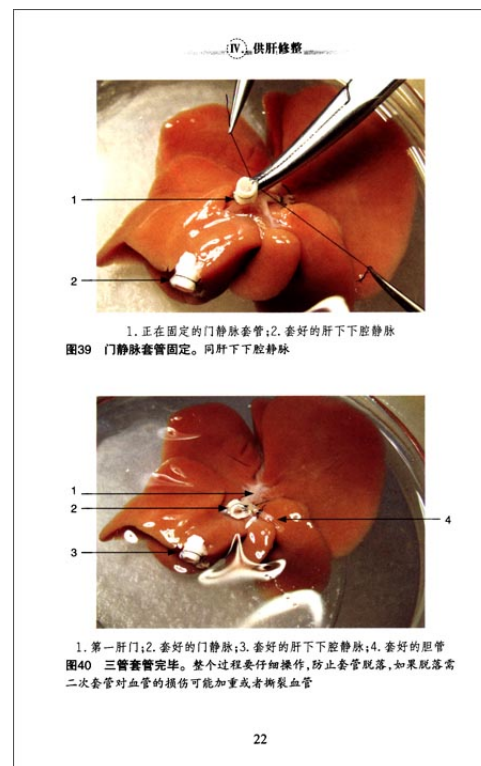 Ⅳ. 供肝修整
1
2
1. 正在固定的门静脉套管;2. 套好的肝下下腔静脉
图39 门静脉套管固定。同肝下下腔静脉
1
2
4
3
1. 第一肝门;2. 套好的门静脉;3. 套好的肝下下腔静脉;4. 套好的胆管
图40 三管套管完毕。整个过程要仔细操作,防止套管脱落,如果脱落需
二次套管对血管的损伤可能加重或者撕裂血管
22